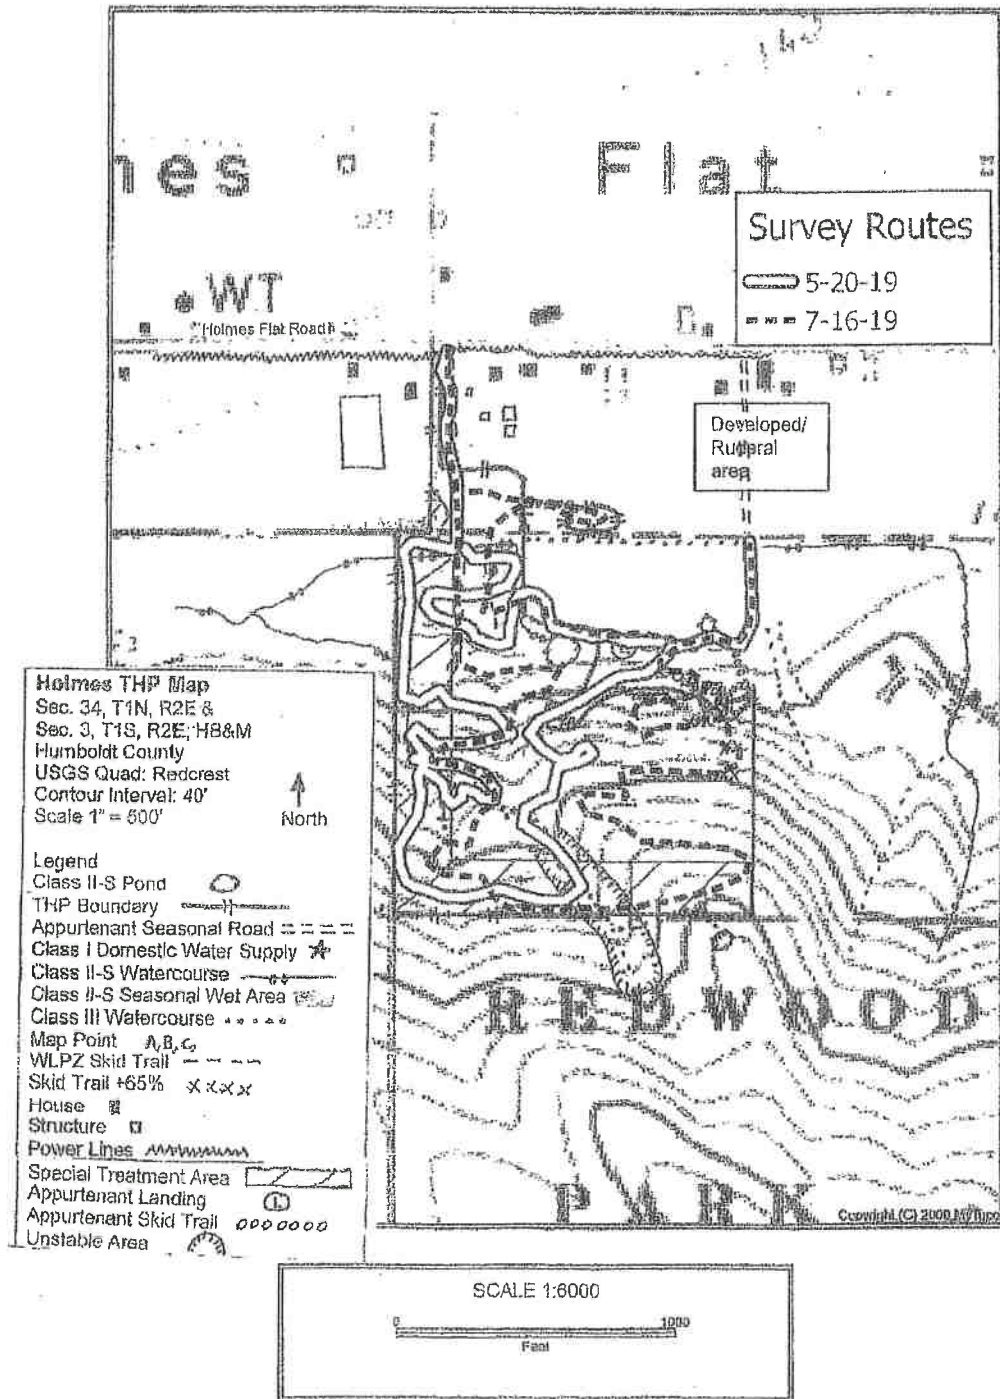 nes Flat
Survey Routes
5-20-19
7-16-19
WT
Holmes Flat Road
Developed/
Ruderal
area
Holmes THP Map
Sec. 34, T1N, R2E &
Sec. 3, T1S, R2E; HB&M
Humboldt County
USGS Quad: Redcrest
Contour Interval: 40'
Scale 1" = 500'
North
Legend
Class II-S Pond
THP Boundary
Appurtenant Seasonal Road
Class I Domestic Water Supply
Class II-S Watercourse
Class II-S Seasonal Wet Area
Class III Watercourse
Map Point A,B,C,
WLPZ Skid Trail
Skid Trail +65%
House
Structure
Power Lines
Special Treatment Area
Appurtenant Landing L
Appurtenant Skid Trail
Unstable Area
REDWOOD
PARK
Copyright (C) 2000, MyTopo
SCALE 1:6000
0 1000
Feet